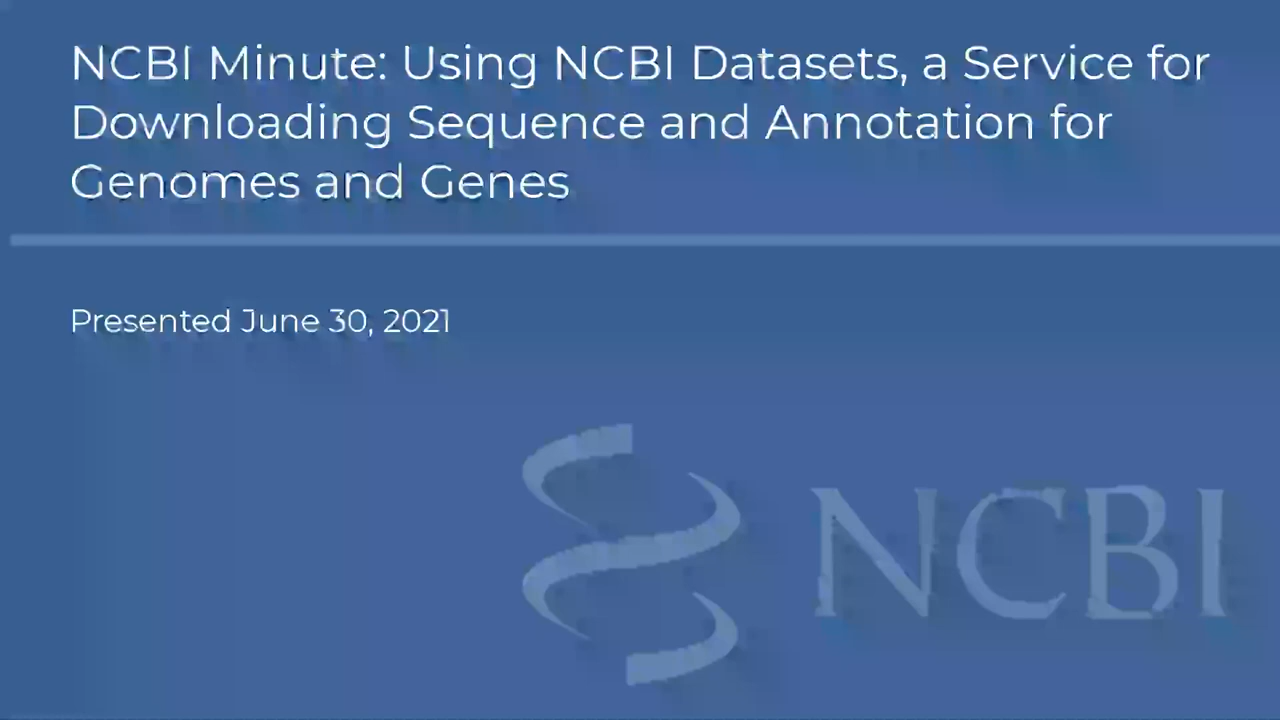 NCBI Minute: Using NCBI Datasets, a Service for
Downloading Sequence and Annotation for
Genomes and Genes
Presented June 30, 2021
NCBI